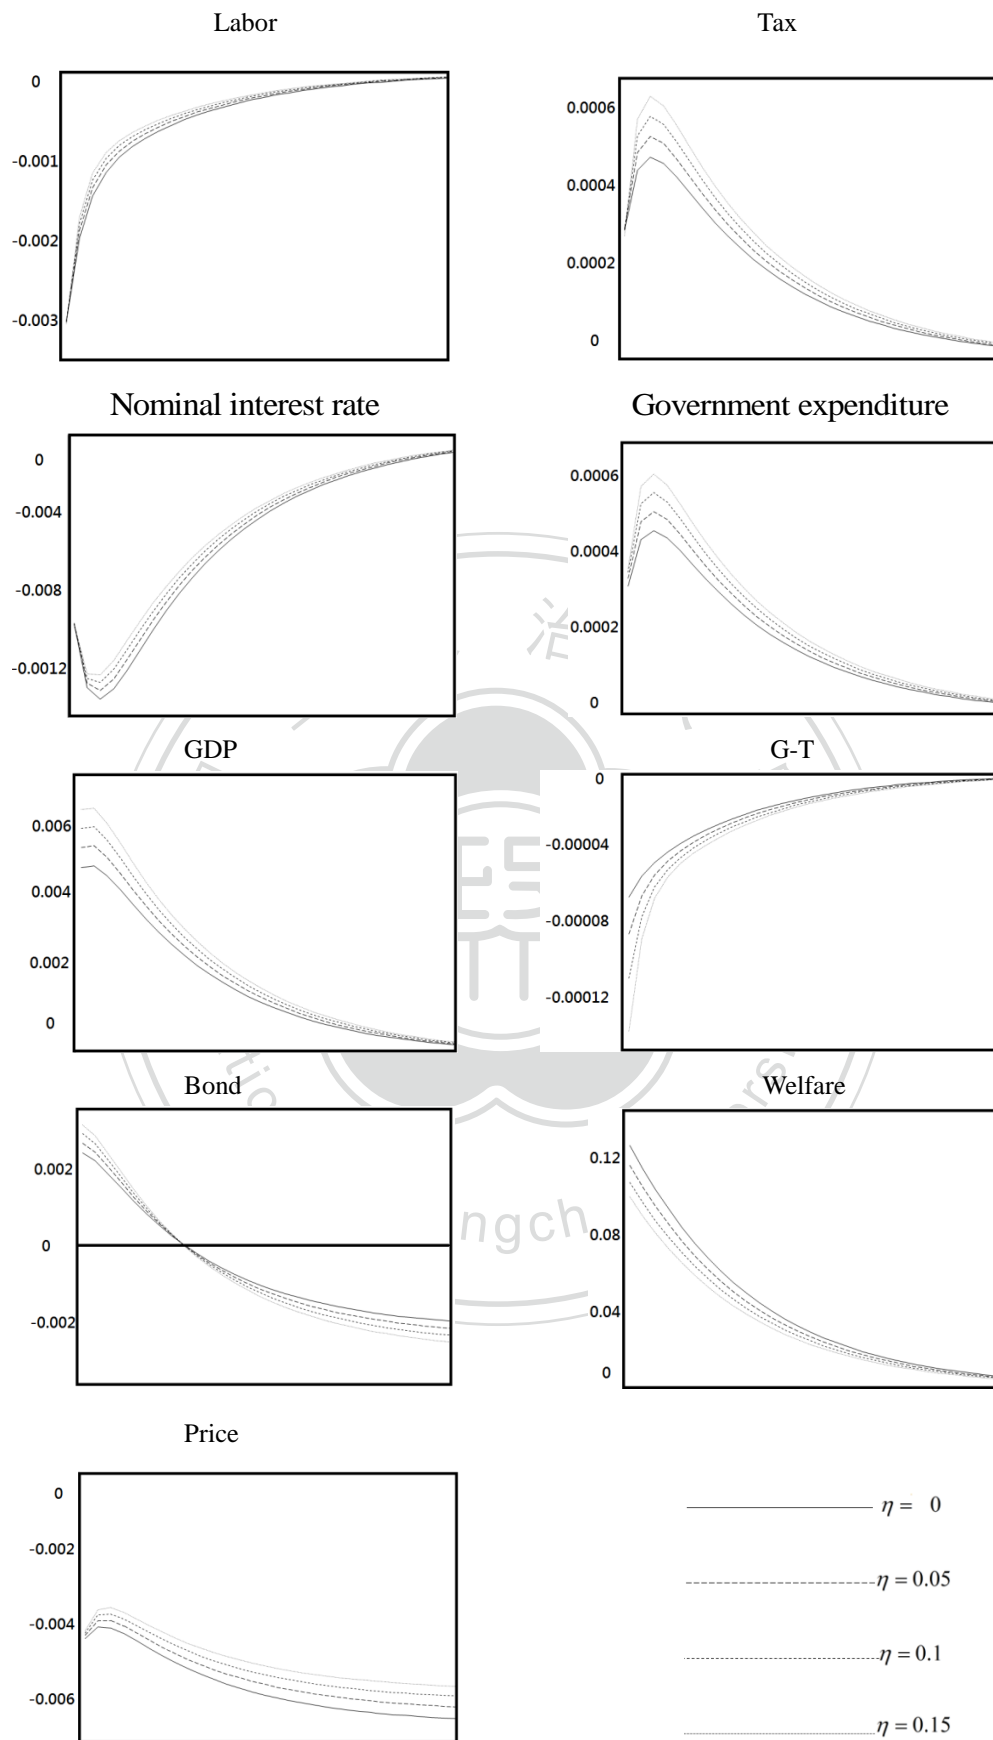 Labor
Tax
0
-0.001
-0.002
-0.003
0.0006
0.0004
0.0002
0
Nominal interest rate
Government expenditure
0
-0.004
-0.008
-0.0012
0.0006
0.0004
0.0002
0
治
GDP
G-T
0.006
0.004
0.002
0
0
-0.00004
-0.00008
-0.00012
Bond
Welfare
0.002
0
-0.002
0.12
0.08
0.04
0
ngch
Price
0
-0.002
-0.004
-0.006
η = 0
η = 0.05
η = 0.1
η = 0.15